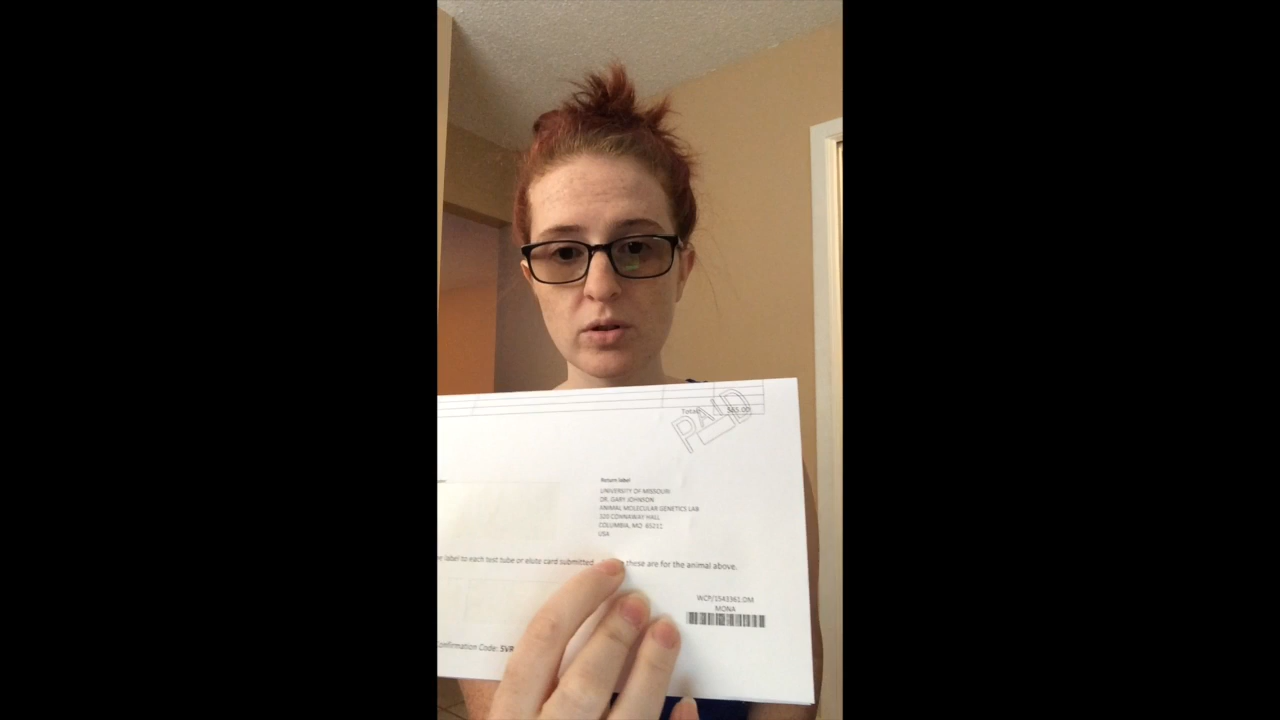 Total: $65.00
PAID
Return label
UNIVERSITY OF MISSOURI
DR. GARY JOHNSON
ANIMAL MOLECULAR GENETICS LAB
320 CONNAWAY HALL
COLUMBIA, MO 65211
USA
label to each test tube or elute card submitted these are for the animal above.
WCP/1543361:DM
MONA
Confirmation Code: SVR